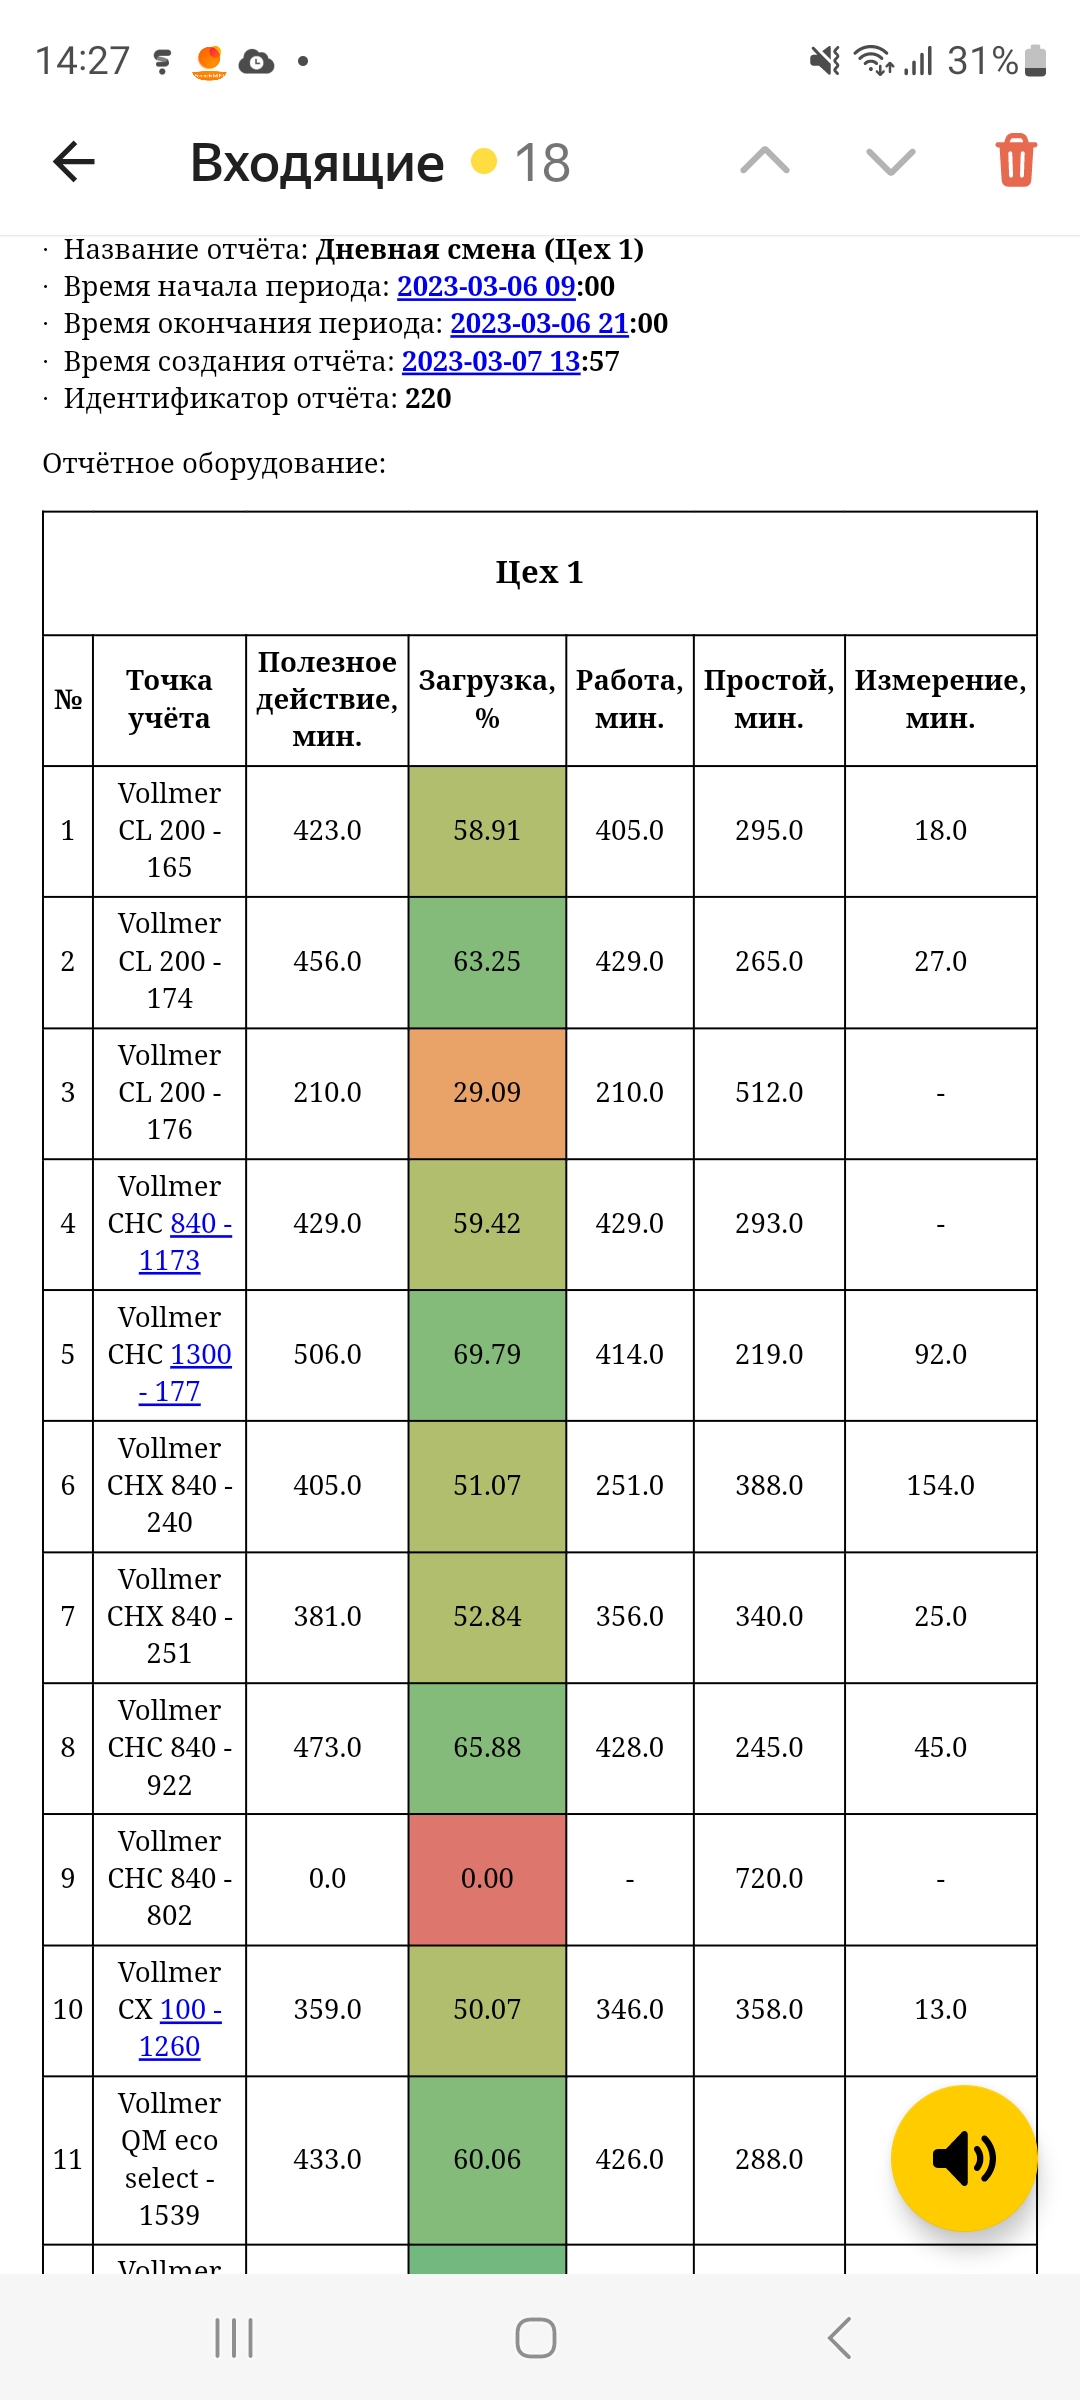 14:27 31%
Входящие 18
· Название отчёта: Дневная смена (Цех 1)
· Время начала периода: 2023-03-06 09:00
· Время окончания периода: 2023-03-06 21:00
· Время создания отчёта: 2023-03-07 13:57
· Идентификатор отчёта: 220
Отчётное оборудование:
Цех 1
№ Точка учёта Полезное действие, мин. Загрузка, % Работа, мин. Простой, мин. Измерение, мин.
1 Vollmer CL 200 - 165 423.0 58.91 405.0 295.0 18.0
2 Vollmer CL 200 - 174 456.0 63.25 429.0 265.0 27.0
3 Vollmer CL 200 - 176 210.0 29.09 210.0 512.0 -
4 Vollmer CHC 840 - 1173 429.0 59.42 429.0 293.0 -
5 Vollmer CHC 1300 - 177 506.0 69.79 414.0 219.0 92.0
6 Vollmer CHX 840 - 240 405.0 51.07 251.0 388.0 154.0
7 Vollmer CHX 840 - 251 381.0 52.84 356.0 340.0 25.0
8 Vollmer CHC 840 - 922 473.0 65.88 428.0 245.0 45.0
9 Vollmer CHC 840 - 802 0.0 0.00 - 720.0 -
10 Vollmer CX 100 - 1260 359.0 50.07 346.0 358.0 13.0
11 Vollmer QM eco select - 1539 433.0 60.06 426.0 288.0
Vollmer